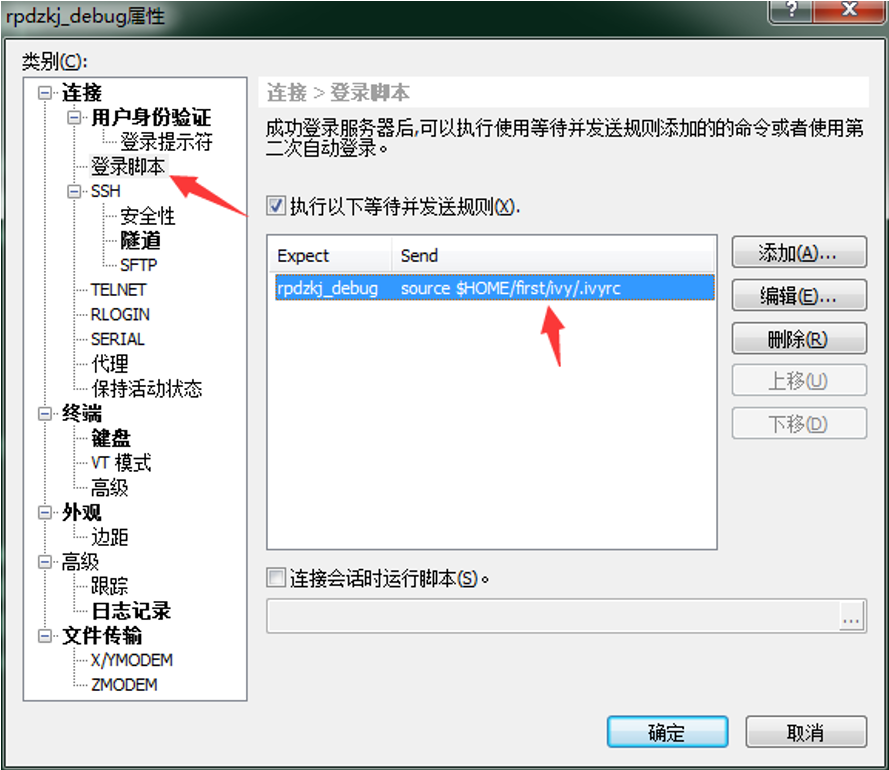 rpdzkj_debug属性
类别(C):
连接
用户身份验证
登录提示符
登录脚本
SSH
安全性
隧道
SFTP
TELNET
RLOGIN
SERIAL
代理
保持活动状态
终端
键盘
VT 模式
高级
外观
边距
高级
跟踪
日志记录
文件传输
X/YMODEM
ZMODEM
连接 > 登录脚本
成功登录服务器后,可以执行使用等待并发送规则添加的的命令或者使用第
二次自动登录。
执行以下等待并发送规则(X).
Expect Send
rpdzkj_debug source $HOME/first/ivy/.ivyrc
添加(A)...
编辑(E)...
删除(R)
上移(U)
下移(D)
连接会话时运行脚本(S)。
...
确定 取消